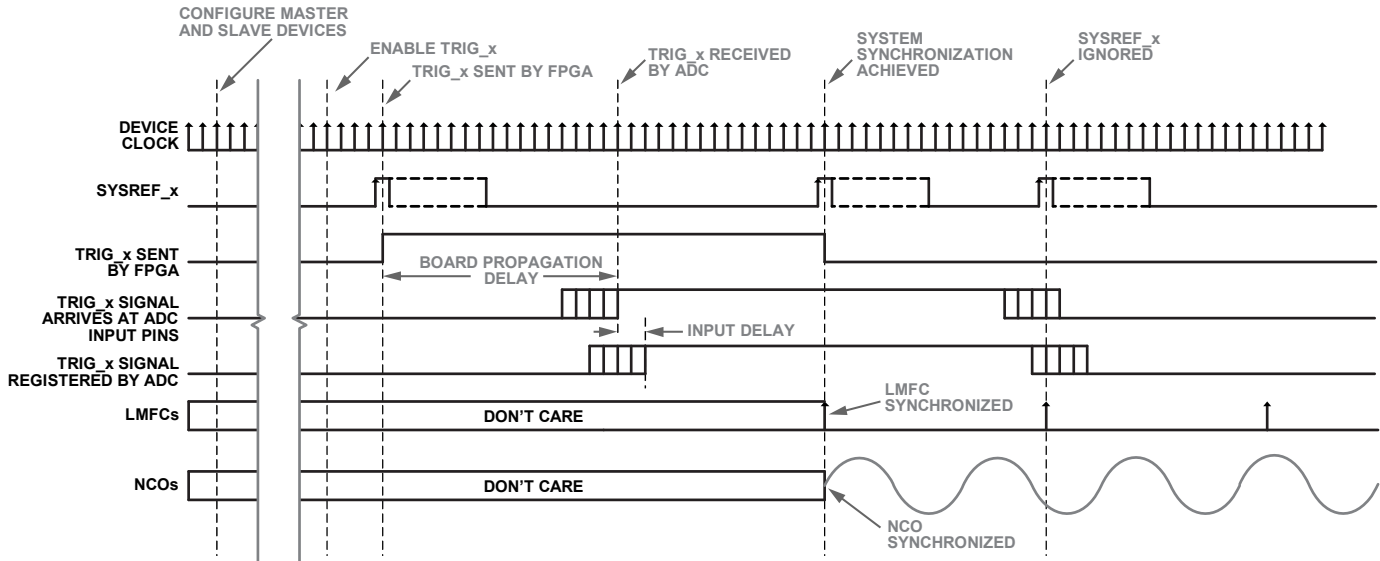 CONFIGURE MASTER
AND SLAVE DEVICES
ENABLE TRIG_x
TRIG_x SENT BY FPGA
TRIG_x RECEIVED
BY ADC
SYSTEM
SYNCHRONIZATION
ACHIEVED
SYSREF_x
IGNORED
DEVICE
CLOCK
SYSREF_x
TRIG_x SENT
BY FPGA
BOARD PROPAGATION
DELAY
TRIG_x SIGNAL
ARRIVES AT ADC
INPUT PINS
INPUT DELAY
TRIG_x SIGNAL
REGISTERED BY ADC
LMFCs
DON'T CARE
LMFC
SYNCHRONIZED
NCOs
DON'T CARE
NCO
SYNCHRONIZED